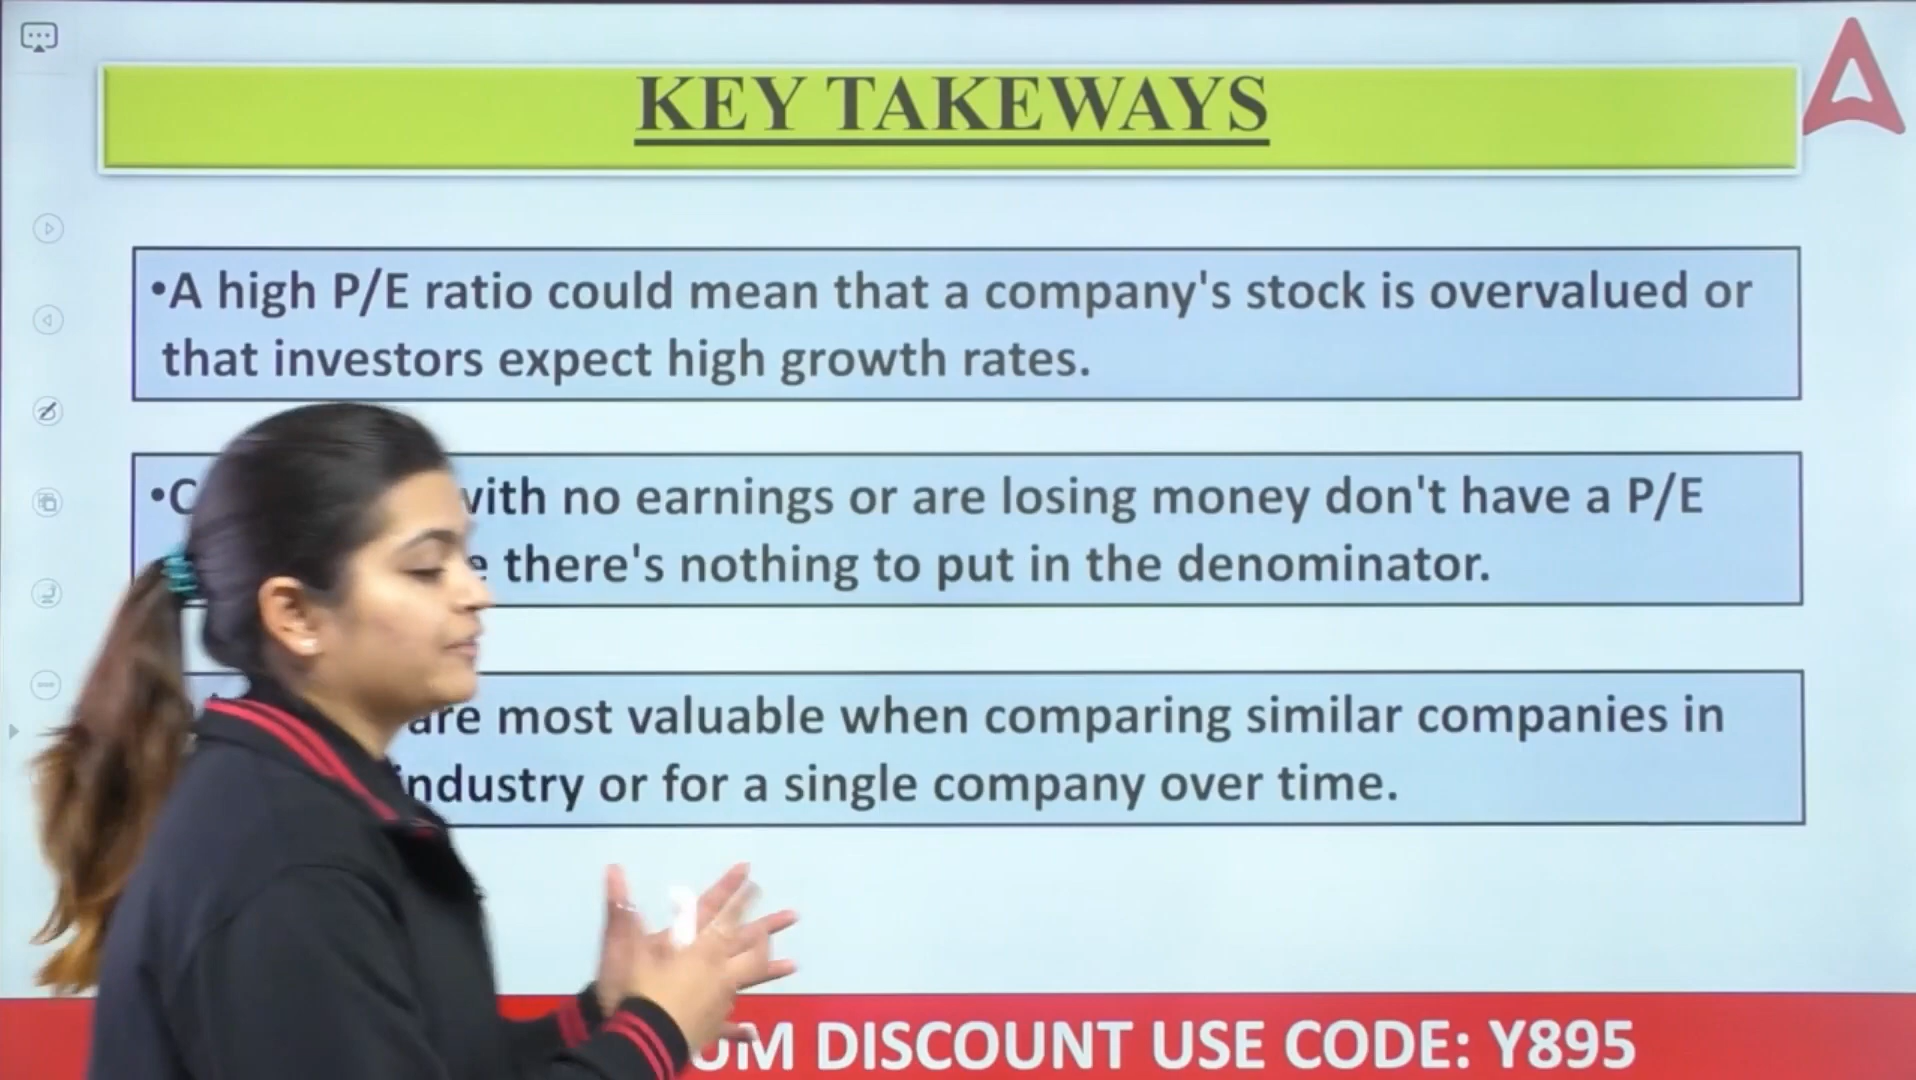 KEY TAKEWAYS
•A high P/E ratio could mean that a company's stock is overvalued or
that investors expect high growth rates.
with no earnings or are losing money don't have a P/E
there's nothing to put in the denominator.
are most valuable when comparing similar companies in
industry or for a single company over time.
DISCOUNT USE CODE: Y895